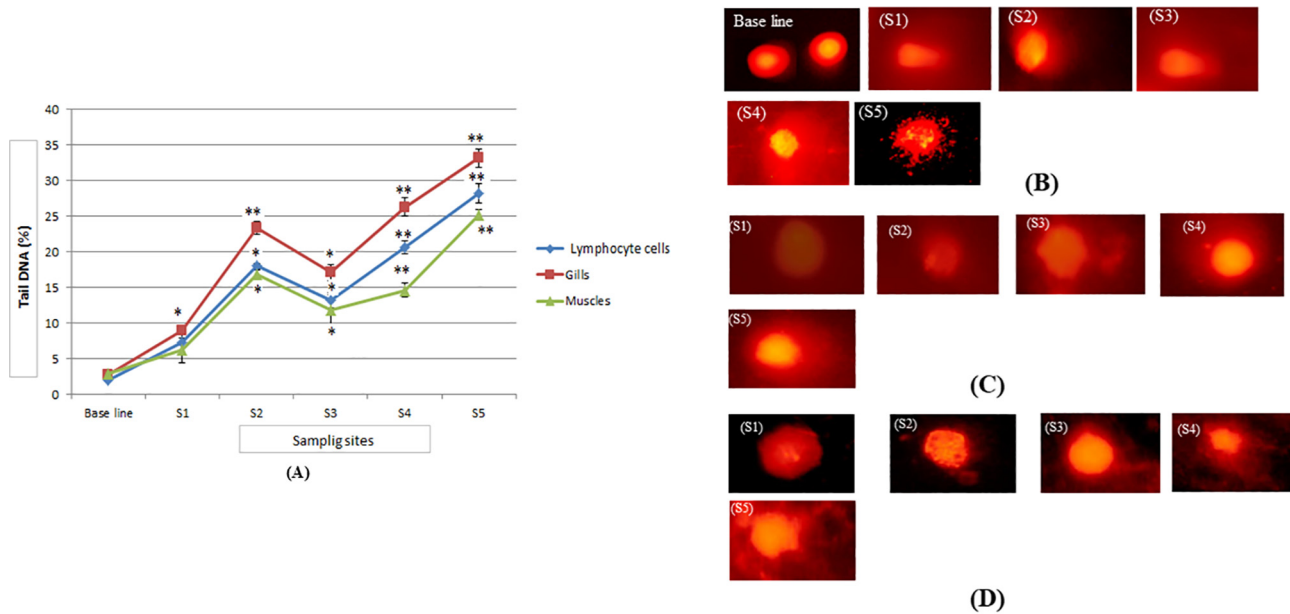 Tail DNA (%)
40
35
30
25
20
15
10
5
0
**
**
**
**
**
*
*
*
*
*
*
**
**
*
Base line S1 S2 S3 S4 S5
Samplig sites
Lymphocyte cells
Gills
Muscles
(A)
Base line
(S1)
(S2)
(S3)
(S4)
(S5)
(B)
(S1)
(S2)
(S3)
(S4)
(S5)
(C)
(S1)
(S2)
(S3)
(S4)
(S5)
(D)